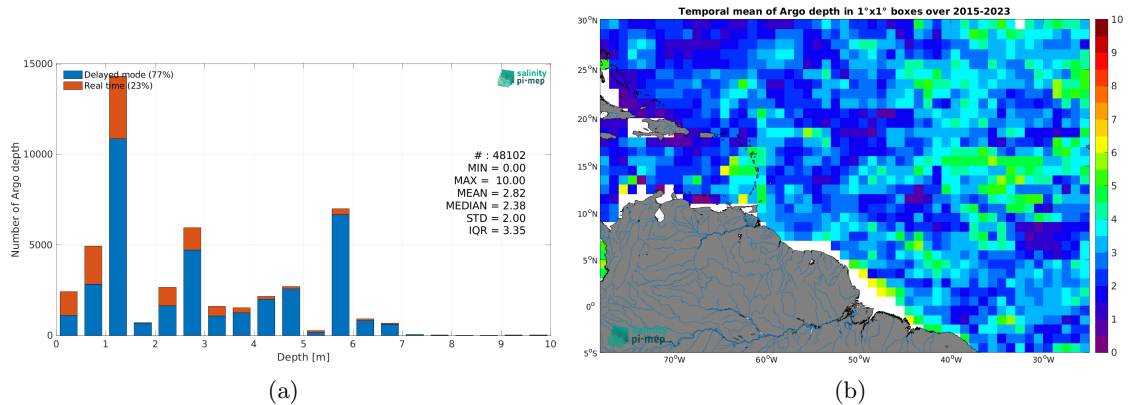 Temporal mean of Argo depth in 1°x1° boxes over 2015-2023
15000
10000
5000
0
Number of Argo depth
Delayed mode (77%)
Real time (23%)
salinity
pi-mep
# : 48102
MIN = 0.00
MAX = 10.00
MEAN = 2.82
MEDIAN = 2.38
STD = 2.00
IQR = 3.35
0 1 2 3 4 5 6 7 8 9 10
Depth [m]
30°N
25°N
20°N
15°N
10°N
5°N
0°
5°S
70°W 60°W 50°W 40°W 30°W
salinity
pi-mep
10
9
8
7
6
5
4
3
2
1
0
(a)
(b)